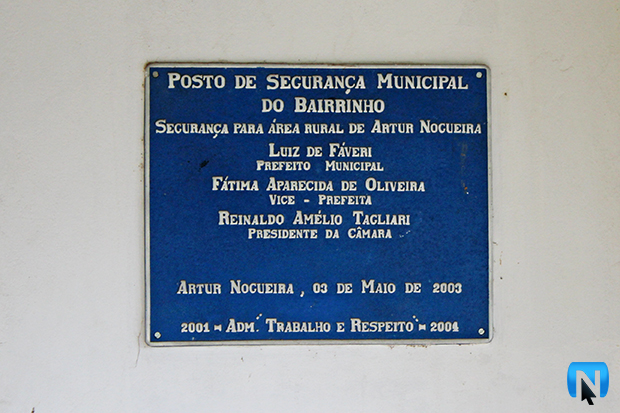 POSTO DE SEGURANÇA MUNICIPAL
DO BAIRRINHO
SEGURANÇA PARA ÁREA RURAL DE ARTUR NOGUEIRA
LUIZ DE FÁVERI
PREFEITO MUNICIPAL
FÁTIMA APARECIDA DE OLIVEIRA
VICE - PREFEITA
REINALDO AMÉLIO TAGLIARI
PRESIDENTE DA CÂMARA
ARTUR NOGUEIRA, 03 DE MAIO DE 2003
2001 - ADM. TRABALHO E RESPEITO - 2004
N